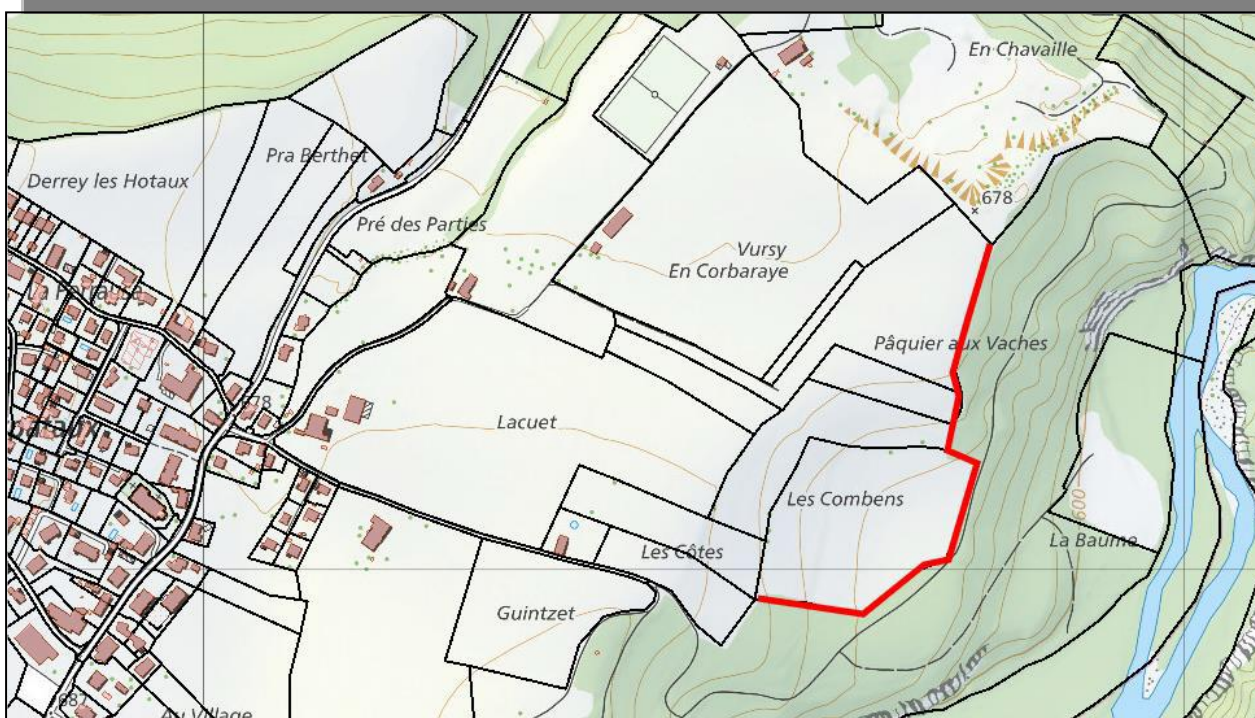 En Chavaille
Pra Berthet
Derrey les Hotaux
678
Pré des Parties
Vursy
En Corbaraye
Pâquier aux Vaches
678
Lacuet
Les Combens
600
La Baume
Les Côtes
Guintzet
687
Au Village